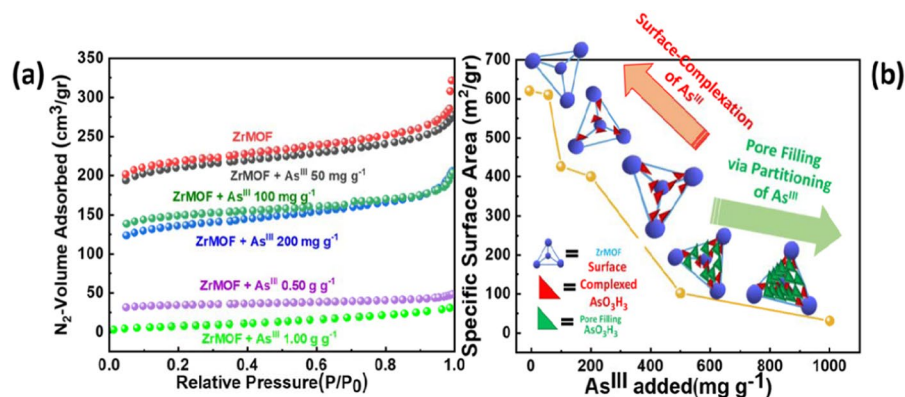 (a)
N₂-Volume Adsorbed (cm³/gr)
350
300
250
200
150
100
50
0
ZrMOF
ZrMOF + Asᴵᴵᴵ 50 mg g⁻¹
ZrMOF + Asᴵᴵᴵ 100 mg g⁻¹
ZrMOF + Asᴵᴵᴵ 200 mg g⁻¹
ZrMOF + Asᴵᴵᴵ 0.50 g g⁻¹
ZrMOF + Asᴵᴵᴵ 1.00 g g⁻¹
0.0 0.2 0.4 0.6 0.8 1.0
Relative Pressure(P/P₀)
(b)
Specific Surface Area (m²/gr)
700
600
500
400
300
200
100
0
Surface-Complexation
of Asᴵᴵᴵ
Pore Filling
via Partitioning
of Asᴵᴵᴵ
= ZrMOF
Surface
= Complexed
AsO₃H₃
= Pore Filling
AsO₃H₃
0 200 400 600 800 1000
Asᴵᴵᴵ added(mg g⁻¹)